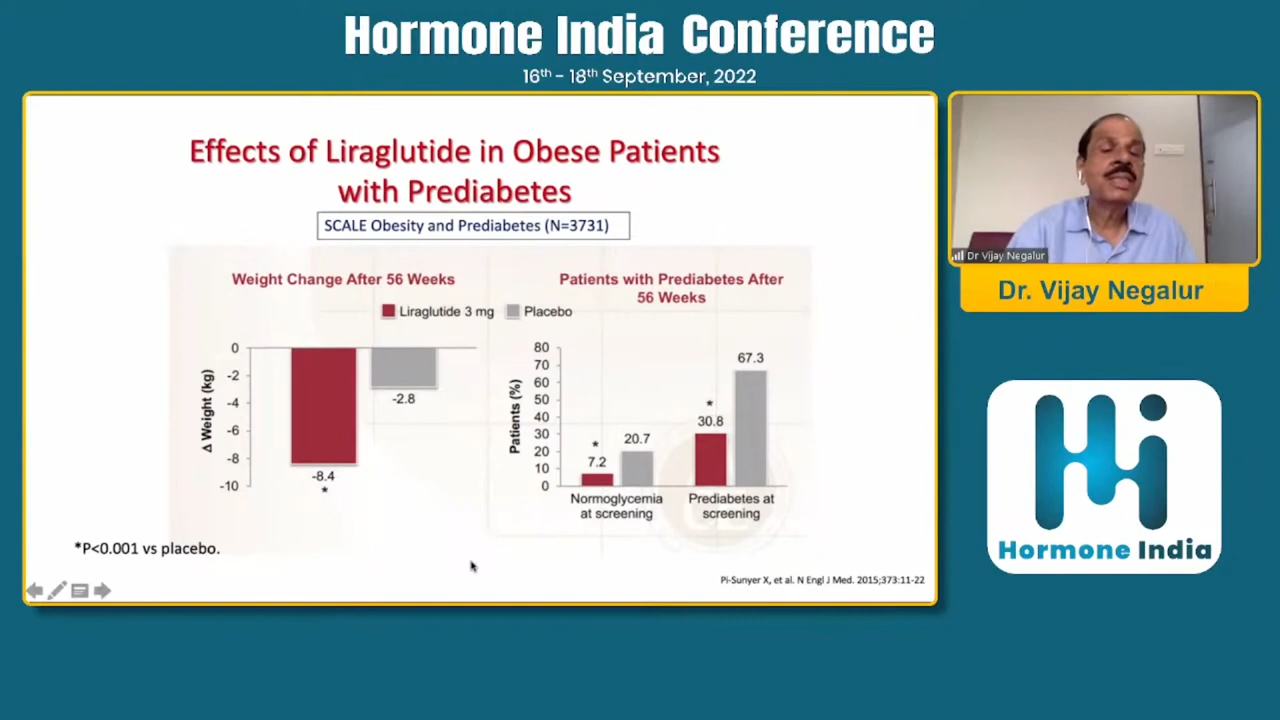 Hormone India Conference
16th - 18th September, 2022
Effects of Liraglutide in Obese Patients
with Prediabetes
SCALE Obesity and Prediabetes (N=3731)
Weight Change After 56 Weeks
Patients with Prediabetes After
56 Weeks
Liraglutide 3 mg
Placebo
Δ Weight (kg)
0
-2
-4
-6
-8
-10
-8.4
*
-2.8
Patients (%)
80
70
60
50
40
30
20
10
0
*
7.2
20.7
*
30.8
67.3
Normoglycemia
at screening
Prediabetes at
screening
*P<0.001 vs placebo.
Pi-Sunyer X, et al. N Engl J Med. 2015;373:11-22
Dr Vijay Negalur
Dr. Vijay Negalur
Hi
Hormone India